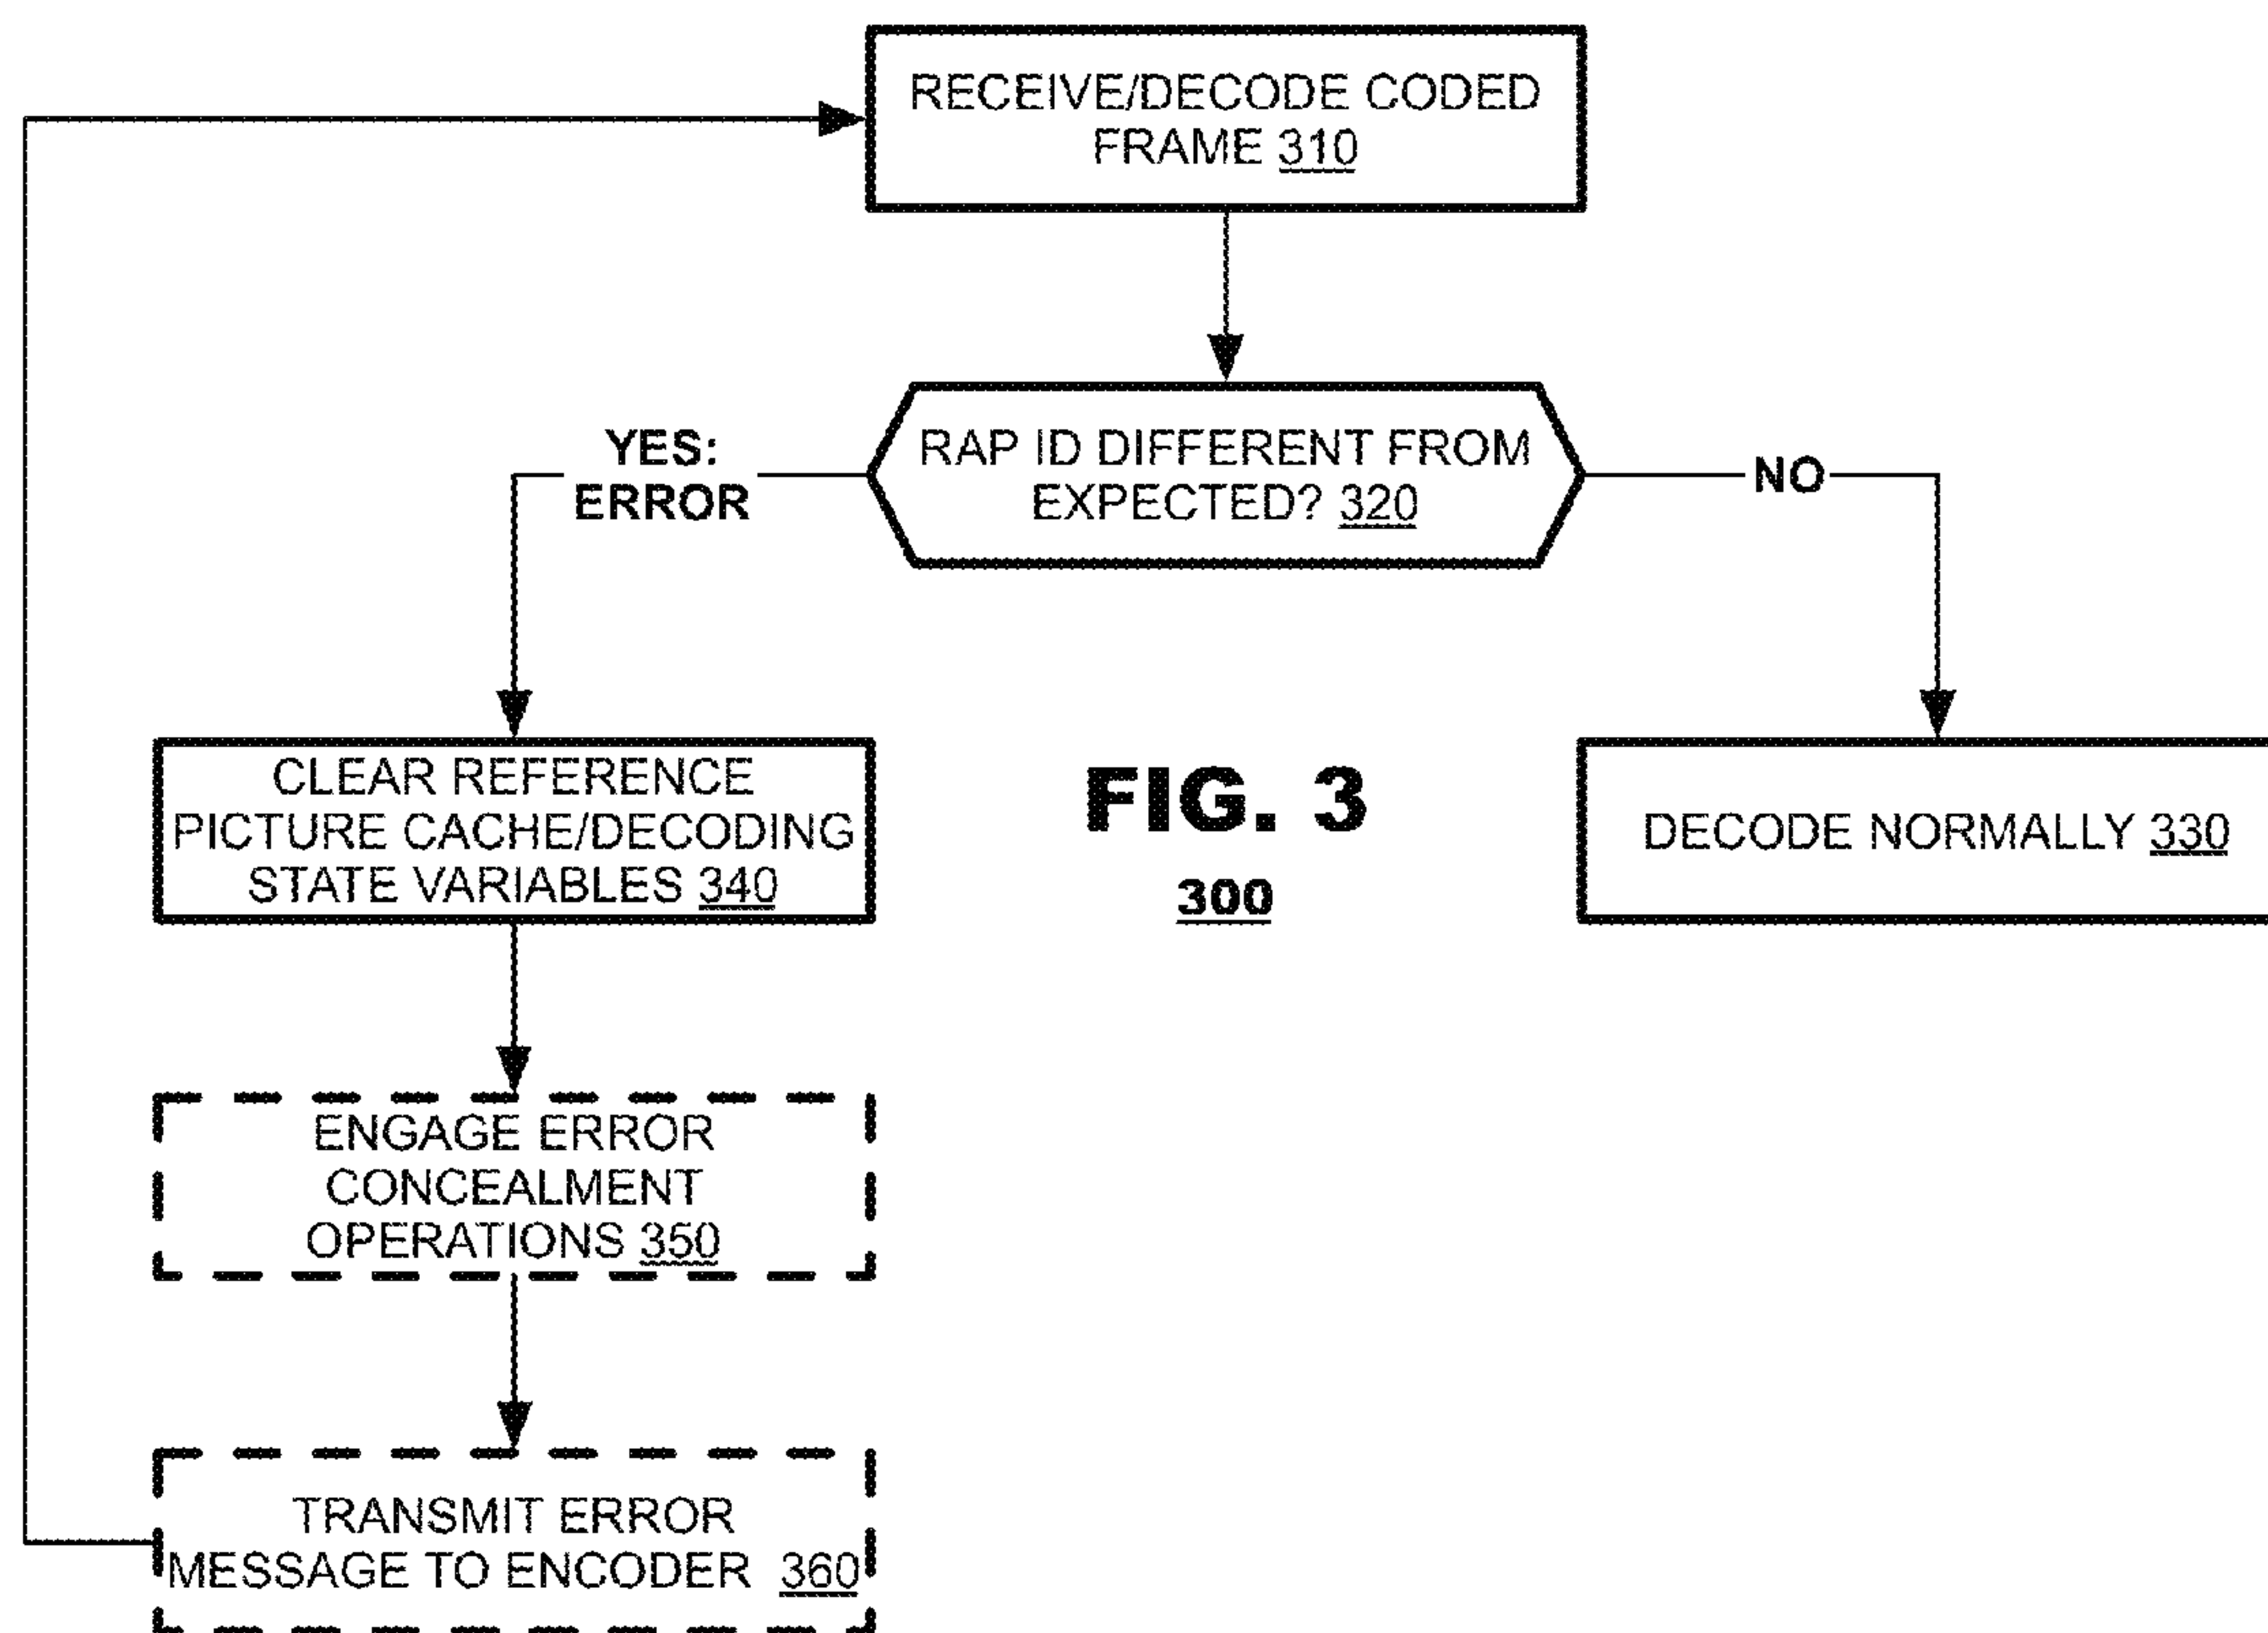 RECEIVE/DECODE CODED
FRAME 310
RAP ID DIFFERENT FROM
EXPECTED? 320
YES:
ERROR
NO
CLEAR REFERENCE
PICTURE CACHE/DECODING
STATE VARIABLES 340
FIG. 3
300
DECODE NORMALLY 330
ENGAGE ERROR
CONCEALMENT
OPERATIONS 350
TRANSMIT ERROR
MESSAGE TO ENCODER 360